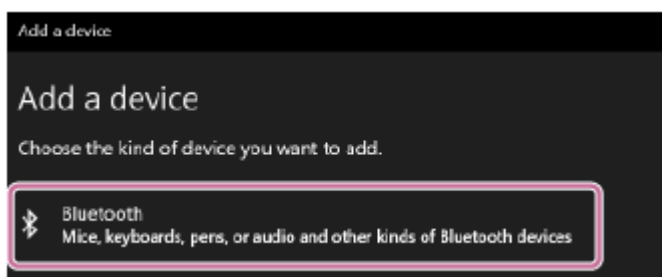 Add a device
Add a device
Choose the kind of device you want to add.
Bluetooth
Mice, keyboards, pens, or audio and other kinds of Bluetooth devices